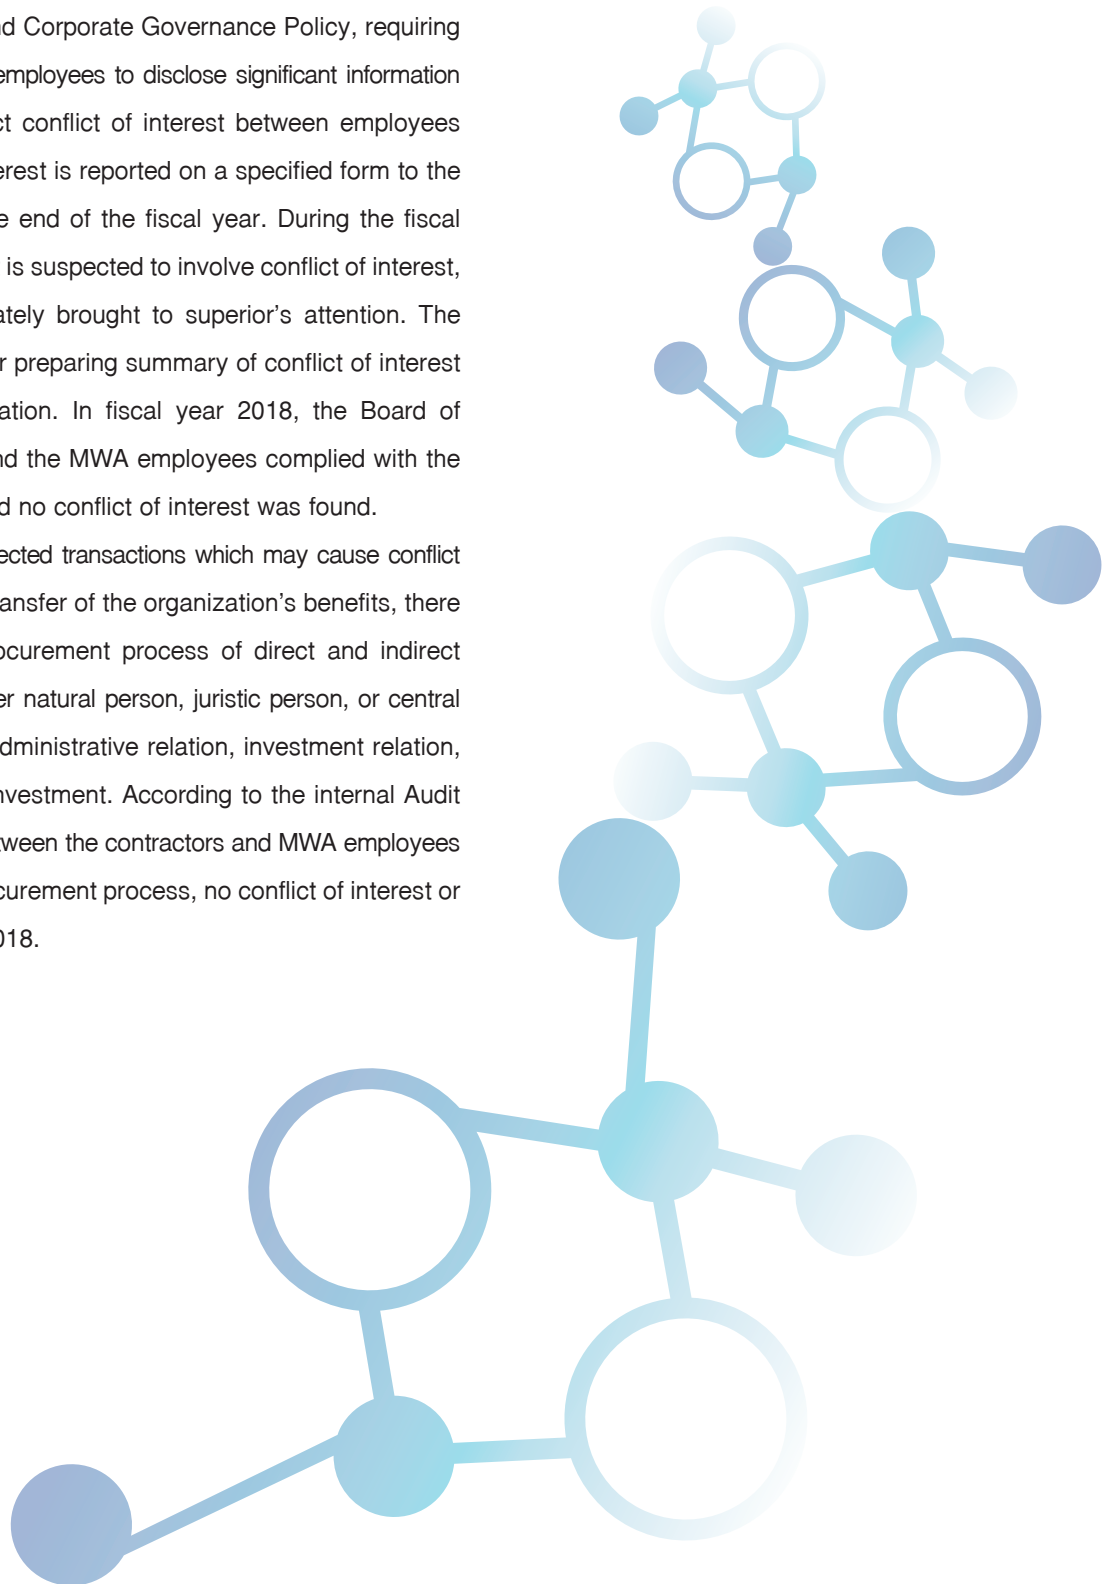 nd Corporate Governance Policy, requiring
employees to disclose significant information
ct conflict of interest between employees
erest is reported on a specified form to the
e end of the fiscal year. During the fiscal
is suspected to involve conflict of interest,
ately brought to superior's attention. The
r preparing summary of conflict of interest
ation. In fiscal year 2018, the Board of
nd the MWA employees complied with the
d no conflict of interest was found.
ected transactions which may cause conflict
ransfer of the organization's benefits, there
ocurement process of direct and indirect
er natural person, juristic person, or central
dministrative relation, investment relation,
nvestment. According to the internal Audit
tween the contractors and MWA employees
curement process, no conflict of interest or
018.